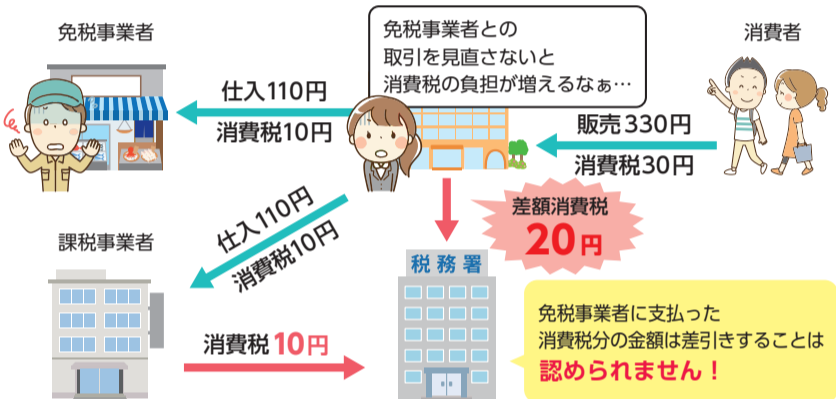 免税事業者
免税事業者との
取引を見直さないと
消費税の負担が増えるなぁ…
消費者
仕入110円
消費税10円
販売330円
消費税30円
仕入110円
消費税10円
差額消費税
20円
課税事業者
税務署
消費税10円
免税事業者に支払った
消費税分の金額は差引きすることは
認められません！